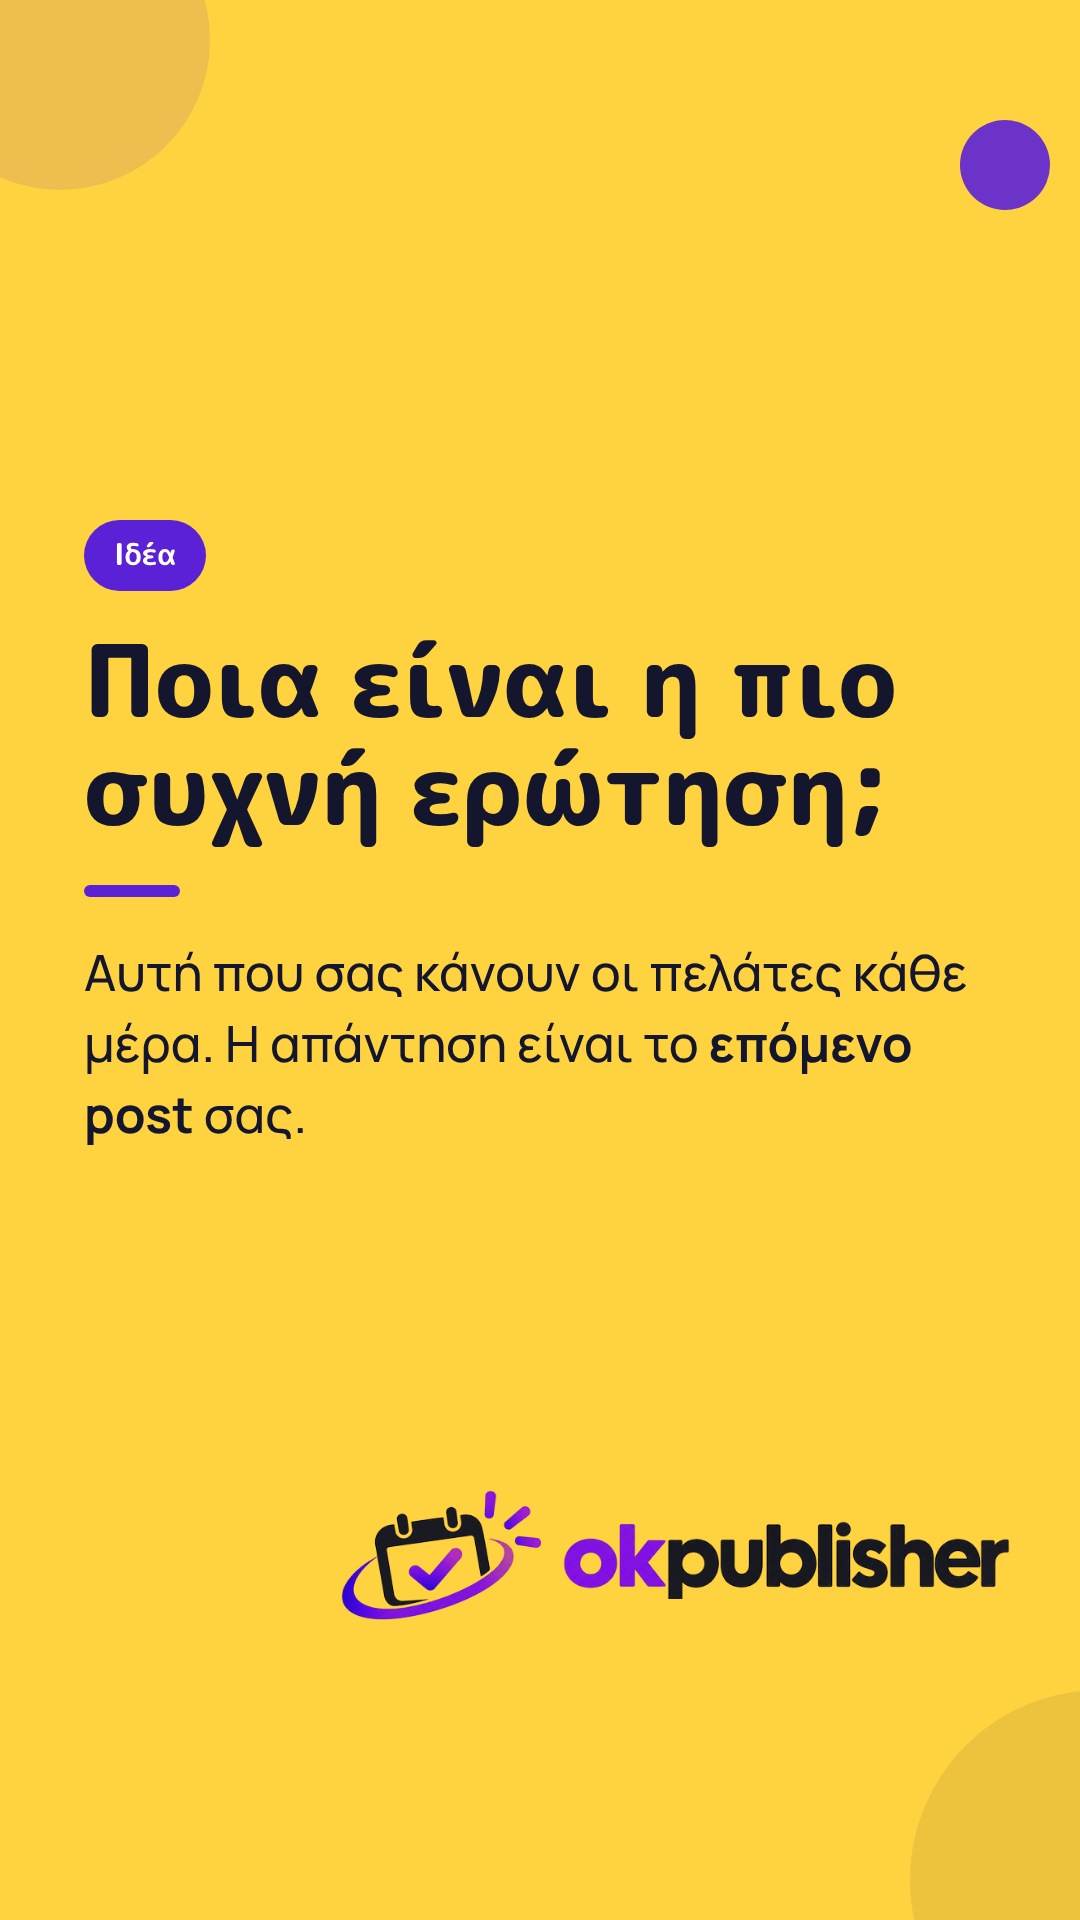 Ιδέα
Ποια είναι η πιο
συχνή ερώτηση;
Αυτή που σας κάνουν οι πελάτες κάθε
μέρα. Η απάντηση είναι το επόμενο
post σας.
okpublisher